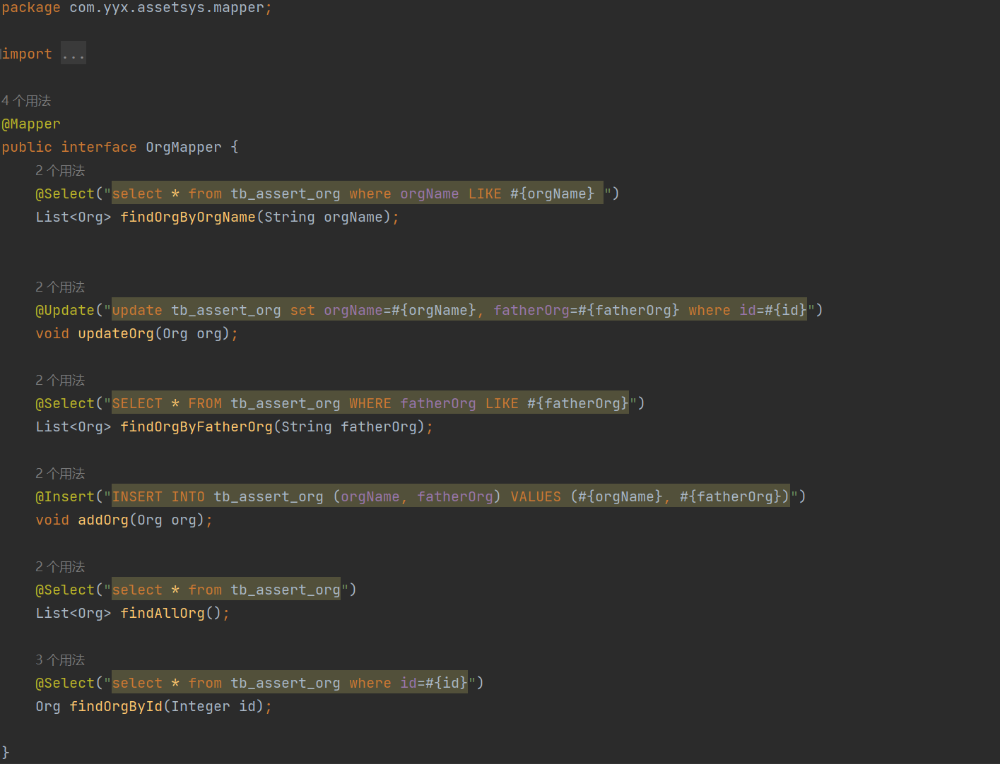 package com.yyx.assetsys.mapper;
import ...
4 个用法
@Mapper
public interface OrgMapper {
2 个用法
@Select("select * from tb_assert_org where orgName LIKE #{orgName} ")
List<Org> findOrgByOrgName(String orgName);
2 个用法
@Update("update tb_assert_org set orgName=#{orgName}, fatherOrg=#{fatherOrg} where id=#{id}")
void updateOrg(Org org);
2 个用法
@Select("SELECT * FROM tb_assert_org WHERE fatherOrg LIKE #{fatherOrg}")
List<Org> findOrgByFatherOrg(String fatherOrg);
2 个用法
@Insert("INSERT INTO tb_assert_org (orgName, fatherOrg) VALUES (#{orgName}, #{fatherOrg})")
void addOrg(Org org);
2 个用法
@Select("select * from tb_assert_org")
List<Org> findAllOrg();
3 个用法
@Select("select * from tb_assert_org where id=#{id}")
Org findOrgById(Integer id);
}